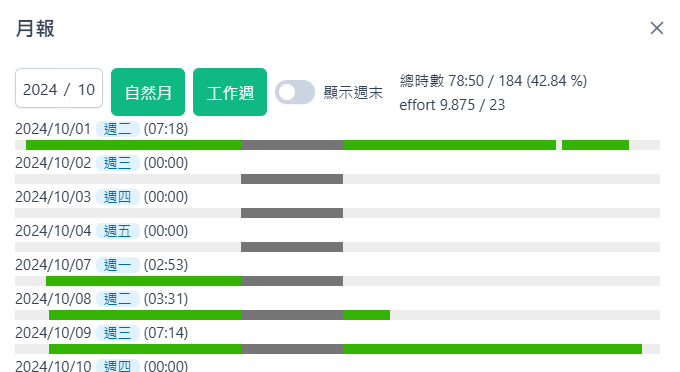 月報
2024 / 10 自然月 工作週 顯示週末 總時數 78:50 / 184 (42.84 %)
effort 9.875 / 23
2024/10/01 週二 (07:18)
2024/10/02 週三 (00:00)
2024/10/03 週四 (00:00)
2024/10/04 週五 (00:00)
2024/10/07 週一 (02:53)
2024/10/08 週二 (03:31)
2024/10/09 週三 (07:14)
2024/10/10 週四 (00:00)